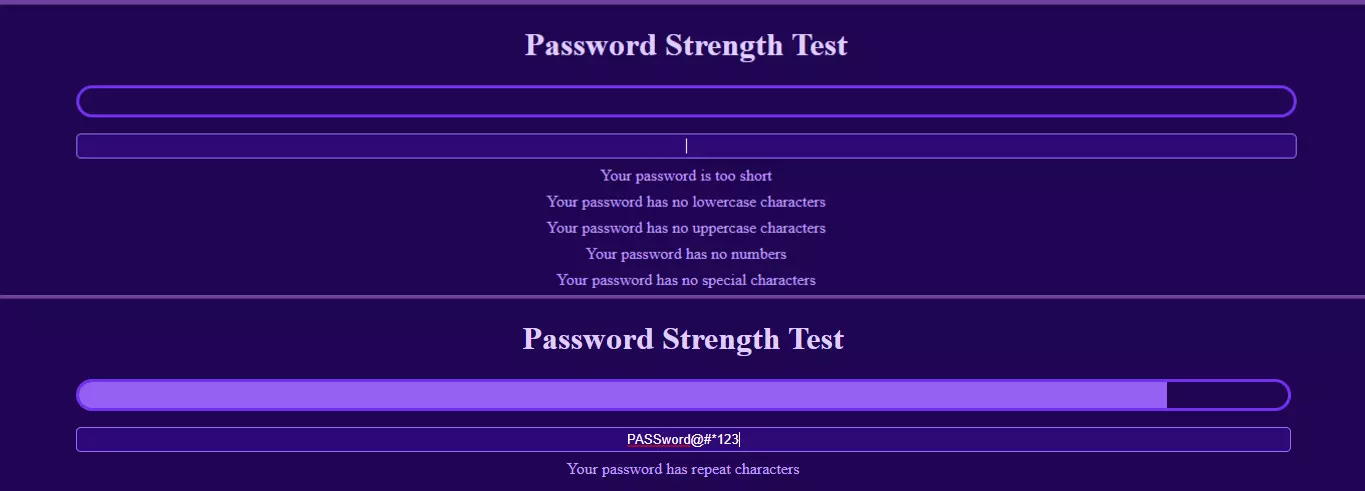 Password Strength Test
Your password is too short
Your password has no lowercase characters
Your password has no uppercase characters
Your password has no numbers
Your password has no special characters
Password Strength Test
PASSword@#*123
Your password has repeat characters